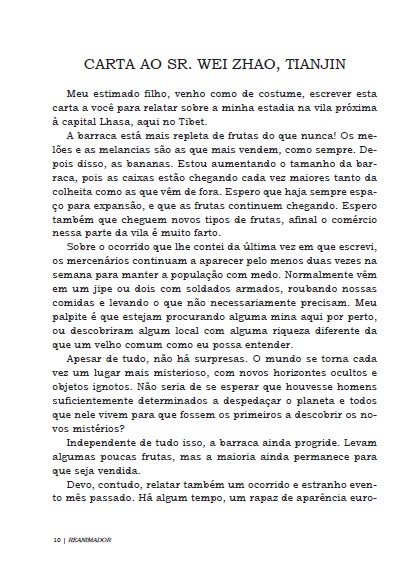 CARTA AO SR. WEI ZHAO, TIANJIN
Meu estimado filho, venho como de costume, escrever esta
carta a você para relatar sobre a minha estadia na vila próxima
à capital Lhasa, aqui no Tibet.
A barraca está mais repleta de frutas do que nunca! Os me-
lões e as melancias são as que mais vendem, como sempre. De-
pois disso, as bananas. Estou aumentando o tamanho da bar-
raca, pois as caixas estão chegando cada vez maiores tanto da
colheita como as que vêm de fora. Espero que haja sempre espa-
ço para expansão, e que as frutas continuem chegando. Espero
também que cheguem novos tipos de frutas, afinal o comércio
nessa parte da vila é muito farto.
Sobre o ocorrido que lhe contei da última vez em que escrevi,
os mercenários continuam a aparecer pelo menos duas vezes na
semana para manter a população com medo. Normalmente vêm
em um jipe ou dois com soldados armados, roubando nossas
comidas e levando o que não necessariamente precisam. Meu
palpite é que estejam procurando alguma mina aqui por perto,
ou descobriram algum local com alguma riqueza diferente da
que um velho comum como eu possa entender.
Apesar de tudo, não há surpresas. O mundo se torna cada
vez um lugar mais misterioso, com novos horizontes ocultos e
objetos ignotos. Não seria de se esperar que houvesse homens
suficientemente determinados a despedaçar o planeta e todos
que nele vivem para que fossem os primeiros a descobrir os no-
vos mistérios?
Independente de tudo isso, a barraca ainda progride. Levam
algumas poucas frutas, mas a maioria ainda permanece para
que seja vendida.
Devo, contudo, relatar também um ocorrido e estranho even-
to mês passado. Há algum tempo, um rapaz de aparência euro-
10 | REANIMADOR